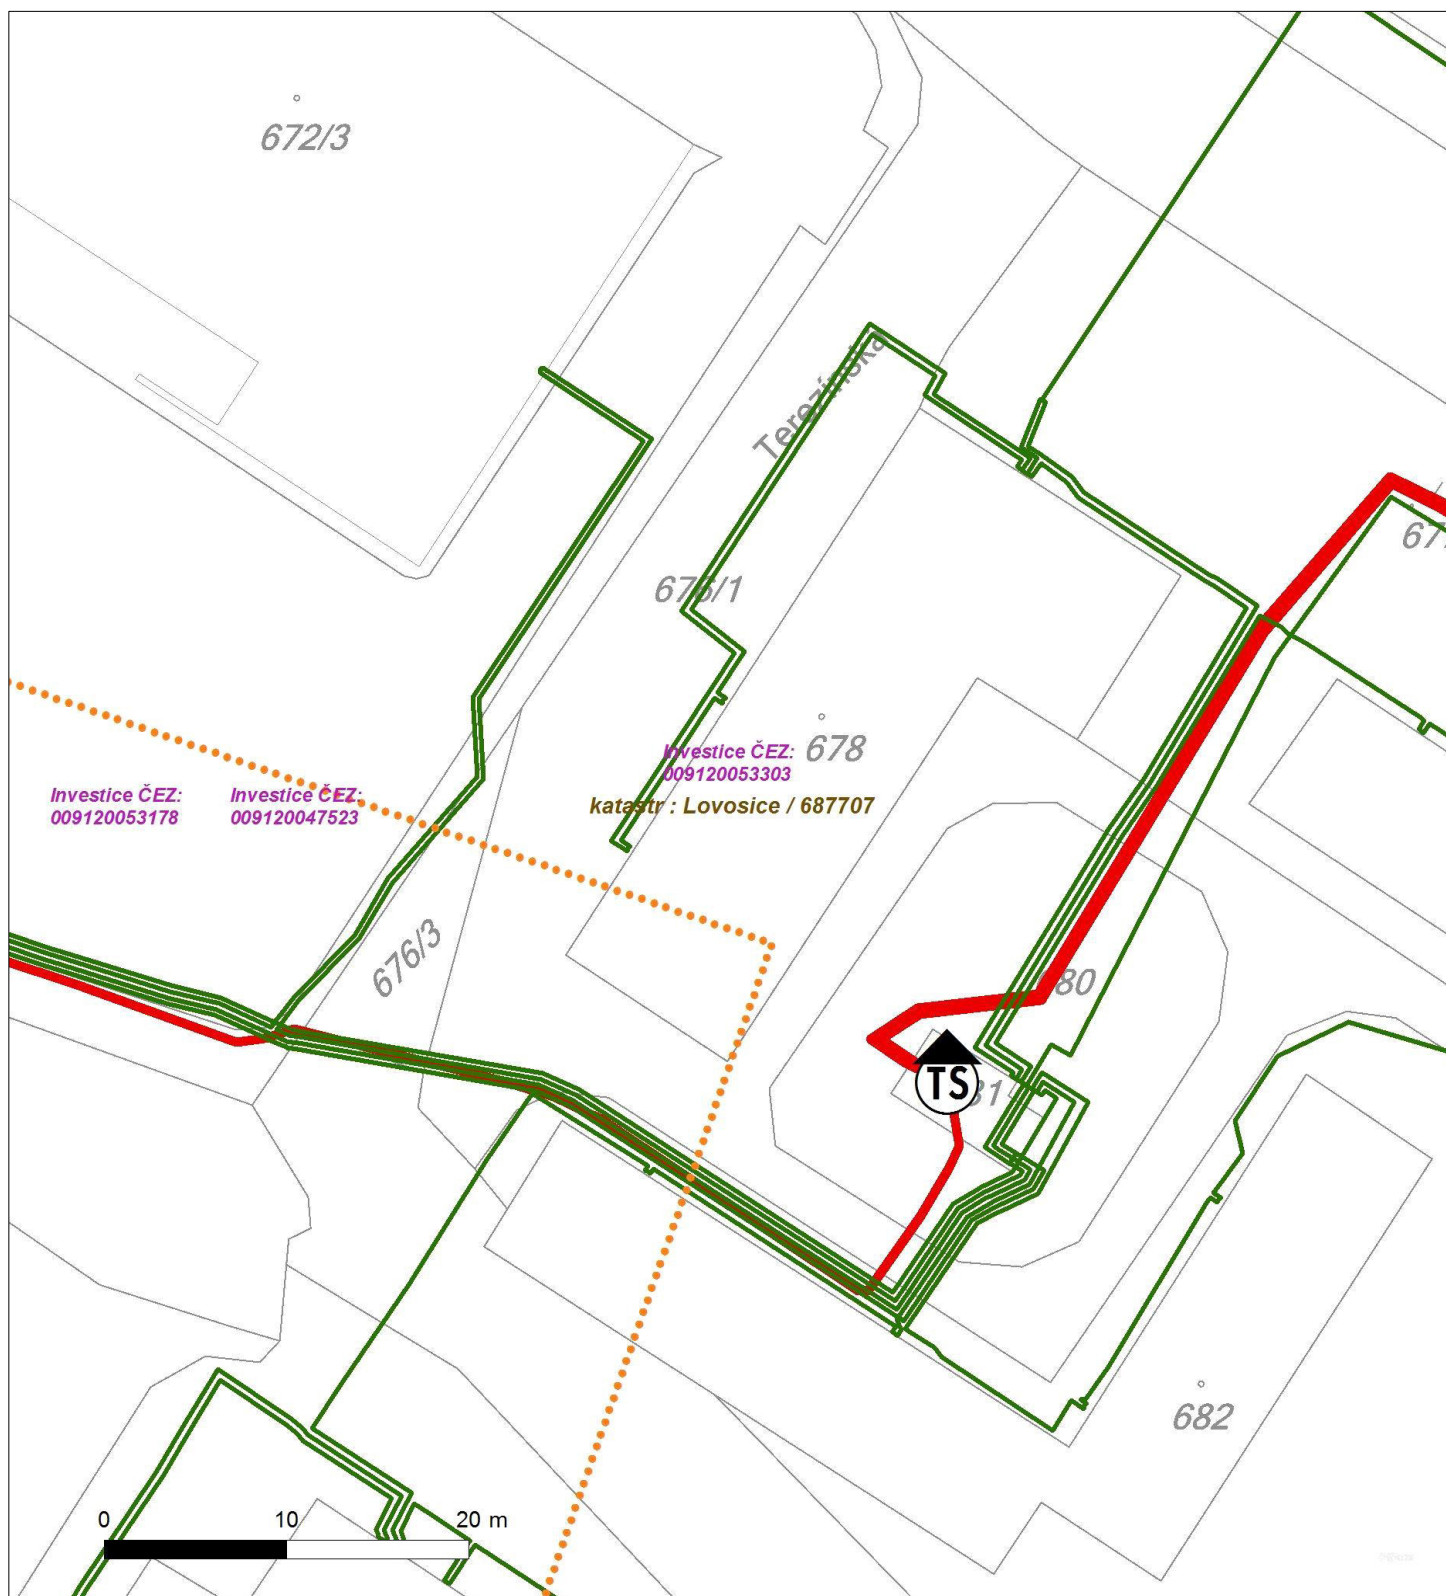 672/3
Terezínská
677
676/1
678
Investice ČEZ:
009120053303
katastr : Lovosice / 687707
Investice ČEZ:
009120053178
Investice ČEZ:
009120047523
676/3
680
TS
682
0 10 20 m